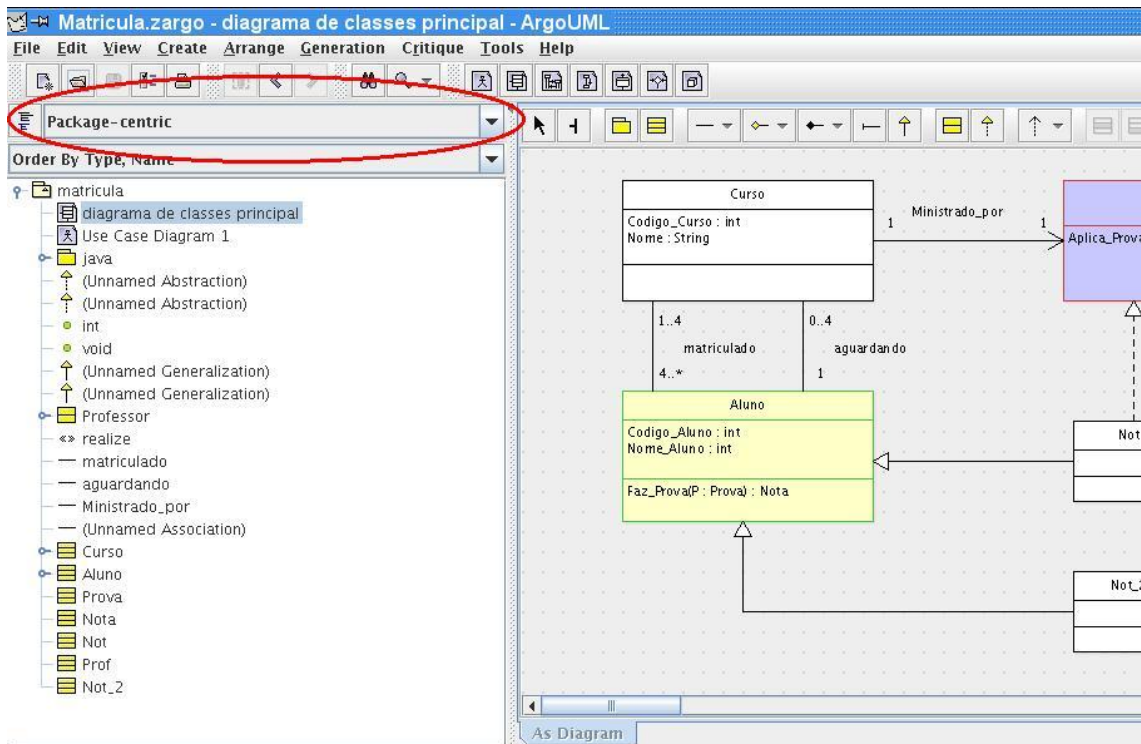 Matricula.zargo - diagrama de classes principal - ArgoUML
File Edit View Create Arrange Generation Critique Tools Help
Package-centric
Order By Type, Name
matricula
diagrama de classes principal
Use Case Diagram 1
java
(Unnamed Abstraction)
(Unnamed Abstraction)
int
void
(Unnamed Generalization)
(Unnamed Generalization)
Professor
«» realize
matriculado
aguardando
Ministrado_por
(Unnamed Association)
Curso
Aluno
Prova
Nota
Not
Prof
Not_2
Curso
Codigo_Curso : int
Nome : String
1 Ministrado_por 1
Aplica_Prova
1..4 0..4
matriculado aguardando
4..* 1
Aluno
Codigo_Aluno : int
Nome_Aluno : int
Faz_Prova(P : Prova) : Nota
Not
Not_2
As Diagram